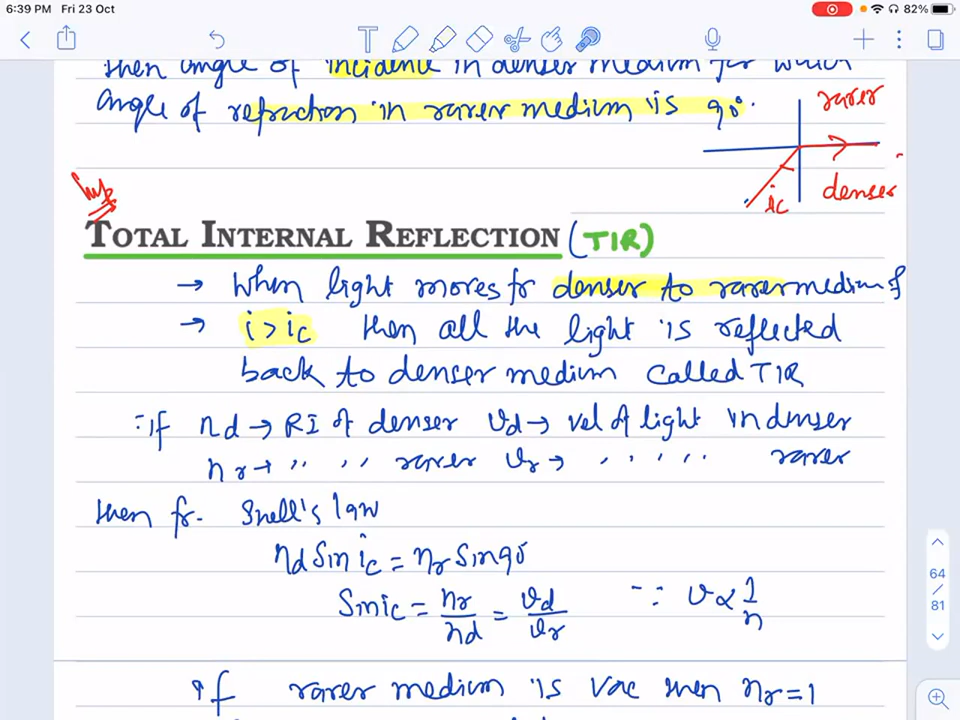 6:39 PM Fri 23 Oct
82%
then angle of incidence in denser medium for which
angle of refraction in rarer medium is 90°.
rarer
denser
ic
Imp
TOTAL INTERNAL REFLECTION (TIR)
→ When light moves fr denser to rarer medium &
→ i > ic then all the light is reflected
back to denser medium called TIR
∵ if nd → RI of denser vd → vel of light in denser
nr → ,, ,, rarer vr → , , , , rarer
then fr. Snell's law
nd Sin ic = nr Sin 90
Sin ic = nr/nd = vd/vr ∵ v ∝ 1/n
64
/
81
if rarer medium is vac then nr = 1